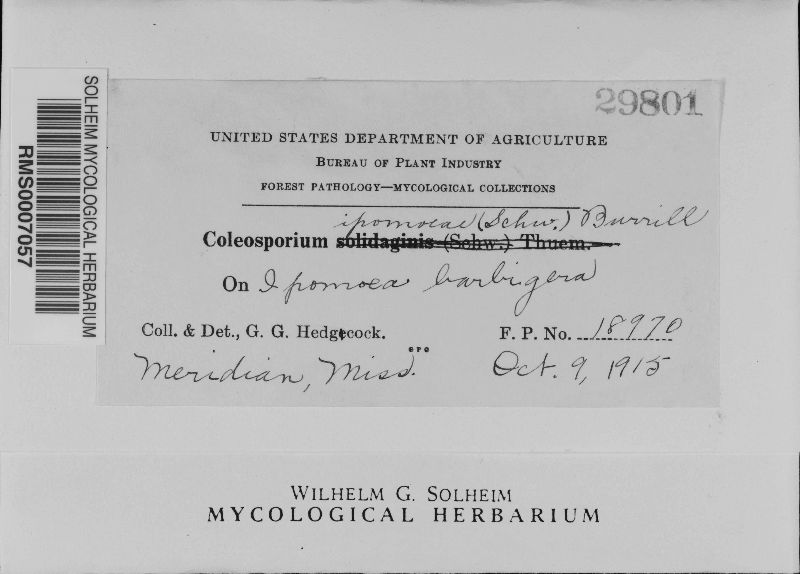 29801
SOLHEIM MYCOLOGICAL HERBARIUM
RMS0007057
UNITED STATES DEPARTMENT OF AGRICULTURE
BUREAU OF PLANT INDUSTRY
FOREST PATHOLOGY—MYCOLOGICAL COLLECTIONS
ipomoeae (Schw.) Burrill
Coleosporium solidaginis (Schw.) Thuem.
On Ipomoea barbigera
Coll. & Det., G. G. Hedgecock. F. P. No. 18970
GPO
Meridian, Miss. Oct. 9, 1915
WILHELM G. SOLHEIM
MYCOLOGICAL HERBARIUM